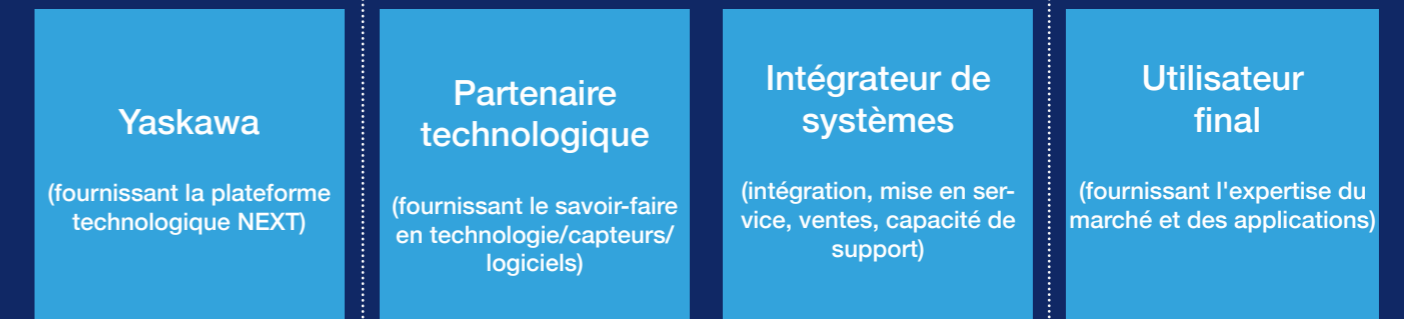 Yaskawa
(fournissant la plateforme
technologique NEXT)
Partenaire
technologique
(fournissant le savoir-faire
en technologie/capteurs/
logiciels)
Intégrateur de
systèmes
(intégration, mise en ser-
vice, ventes, capacité de
support)
Utilisateur
final
(fournissant l'expertise du
marché et des applications)